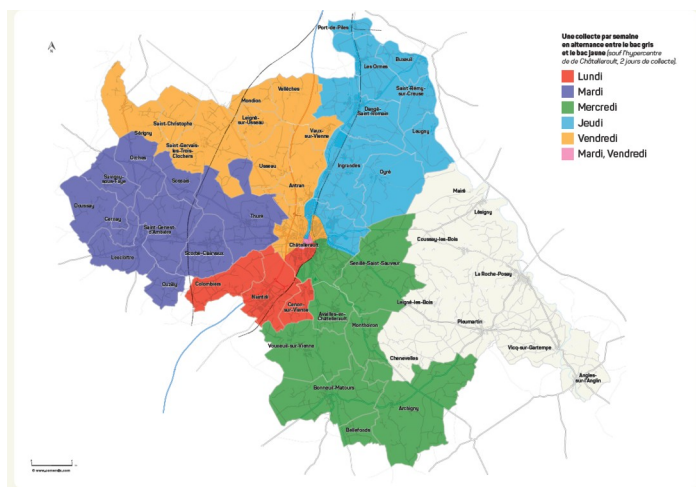 Une collecte par semaine
en alternance entre le bac gris
et le bac jaune (sauf l'hypercentre
de de Châtellerault, 2 jours de collecte).
Lundi
Mardi
Mercredi
Jeudi
Vendredi
Mardi, Vendredi
N
Port-de-Piles
Buxeuil
Les Ormes
Saint-Rémy-
sur-Creuse
Vellèches
Mondion
Leigné-
sur-Usseau
Dangé-
Saint-Romain
Saint-Christophe
Vaux-
sur-Vienne
Leugny
Sérigny
Saint-Gervais-
les-Trois-
Clochers
Orches
Usseau
Ingrandes
Oyré
Savigny-
sous-Faye
Sossais
Antran
Mairé
Doussay
Lésigny
Cernay
Thuré
Saint-Genest
d'Ambière
Coussay-les-Bois
Châtellerault
Scorbé-Clairvaux
Lencloître
Senillé-Saint-Sauveur
La Roche-Posay
Ouzilly
Colombiers
Naintré
Leigné-les-Bois
Cenon-
sur-Vienne
Availles-en-
Châtellerault
Monthoiron
Pleumartin
Vouneuil-sur-Vienne
Vicq-sur-Gartempe
Chenevelles
Angles-
sur-l'Anglin
Bonneuil-Matours
Archigny
Bellefonds